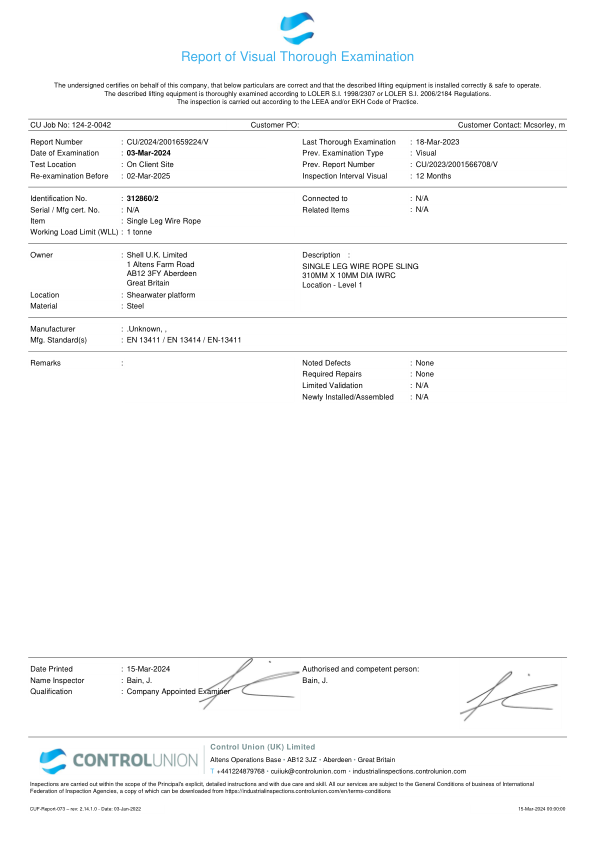 Report of Visual Thorough Examination
The undersigned certifies on behalf of this company, that below particulars are correct and that the described lifting equipment is installed correctly & safe to operate.
The described lifting equipment is thoroughly examined according to LOLER S.I. 1998/2307 or LOLER S.I. 2006/2184 Regulations.
The inspection is carried out according to the LEEA and/or EKH Code of Practice.
CU Job No: 124-2-0042 Customer PO: Customer Contact: Mcsorley, m
Report Number : CU/2024/2001659224/V Last Thorough Examination : 18-Mar-2023
Date of Examination : 03-Mar-2024 Prev. Examination Type : Visual
Test Location : On Client Site Prev. Report Number : CU/2023/2001566708/V
Re-examination Before : 02-Mar-2025 Inspection Interval Visual : 12 Months
Identification No. : 312860/2 Connected to : N/A
Serial / Mfg cert. No. : N/A Related Items : N/A
Item : Single Leg Wire Rope
Working Load Limit (WLL) : 1 tonne
Owner : Shell U.K. Limited Description :
1 Altens Farm Road SINGLE LEG WIRE ROPE SLING
AB12 3FY Aberdeen 310MM X 10MM DIA IWRC
Great Britain Location - Level 1
Location : Shearwater platform
Material : Steel
Manufacturer : .Unknown, ,
Mfg. Standard(s) : EN 13411 / EN 13414 / EN-13411
Remarks : Noted Defects : None
Required Repairs : None
Limited Validation : N/A
Newly Installed/Assembled : N/A
Date Printed : 15-Mar-2024 Authorised and competent person:
Name Inspector : Bain, J. Bain, J.
Qualification : Company Appointed Examiner
CONTROLUNION
Control Union (UK) Limited
Altens Operations Base · AB12 3JZ · Aberdeen · Great Britain
T +441224879768 · cuiiuk@controlunion.com · industrialinspections.controlunion.com
Inspections are carried out within the scope of the Principal's explicit, detailed instructions and with due care and skill. All our services are subject to the General Conditions of business of International
Federation of Inspection Agencies, a copy of which can be downloaded from https://industrialinspections.controlunion.com/en/terms-conditions
CUF-Report-073 – rev: 2.14.1.0 - Date: 03-Jun-2022 15-Mar-2024 00:00:00